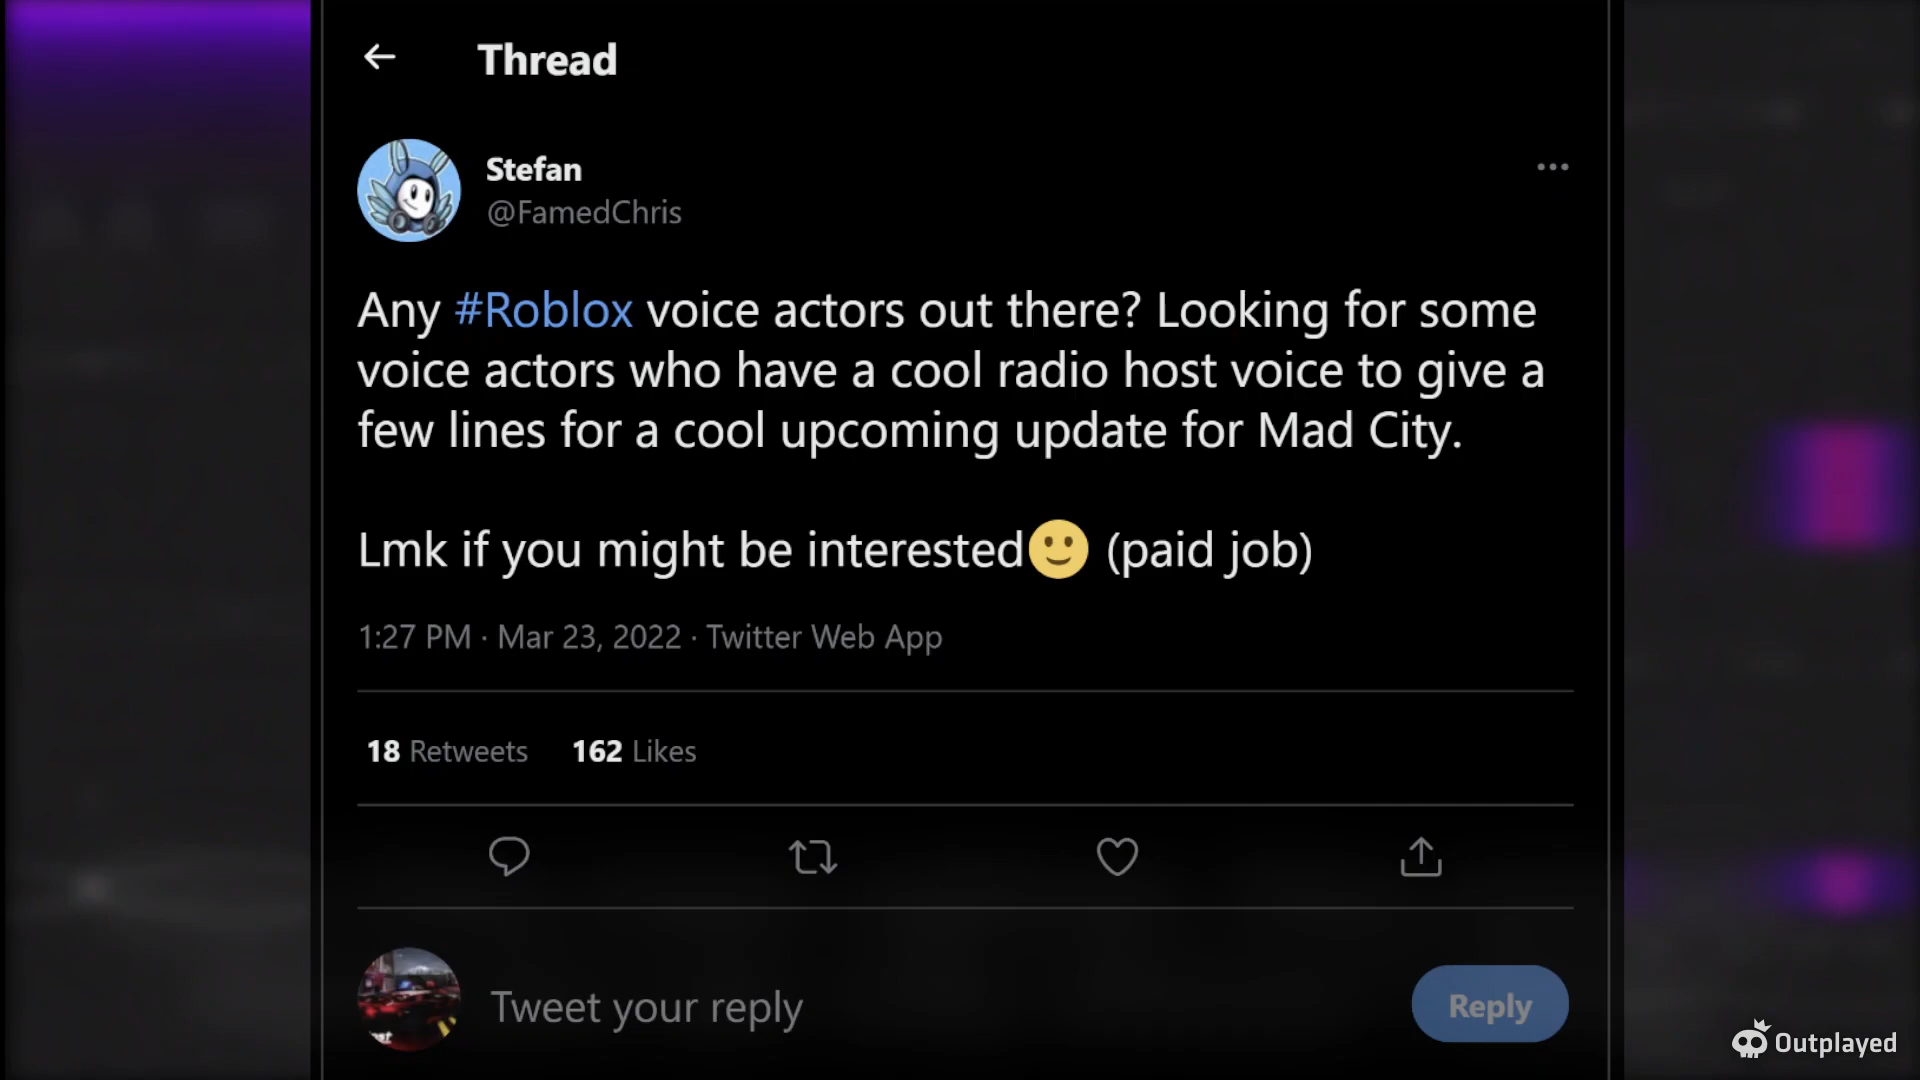 Thread
Stefan
@FamedChris
Any #Roblox voice actors out there? Looking for some
voice actors who have a cool radio host voice to give a
few lines for a cool upcoming update for Mad City.
Lmk if you might be interested🙂 (paid job)
1:27 PM · Mar 23, 2022 · Twitter Web App
18 Retweets 162 Likes
Tweet your reply
Reply
Outplayed